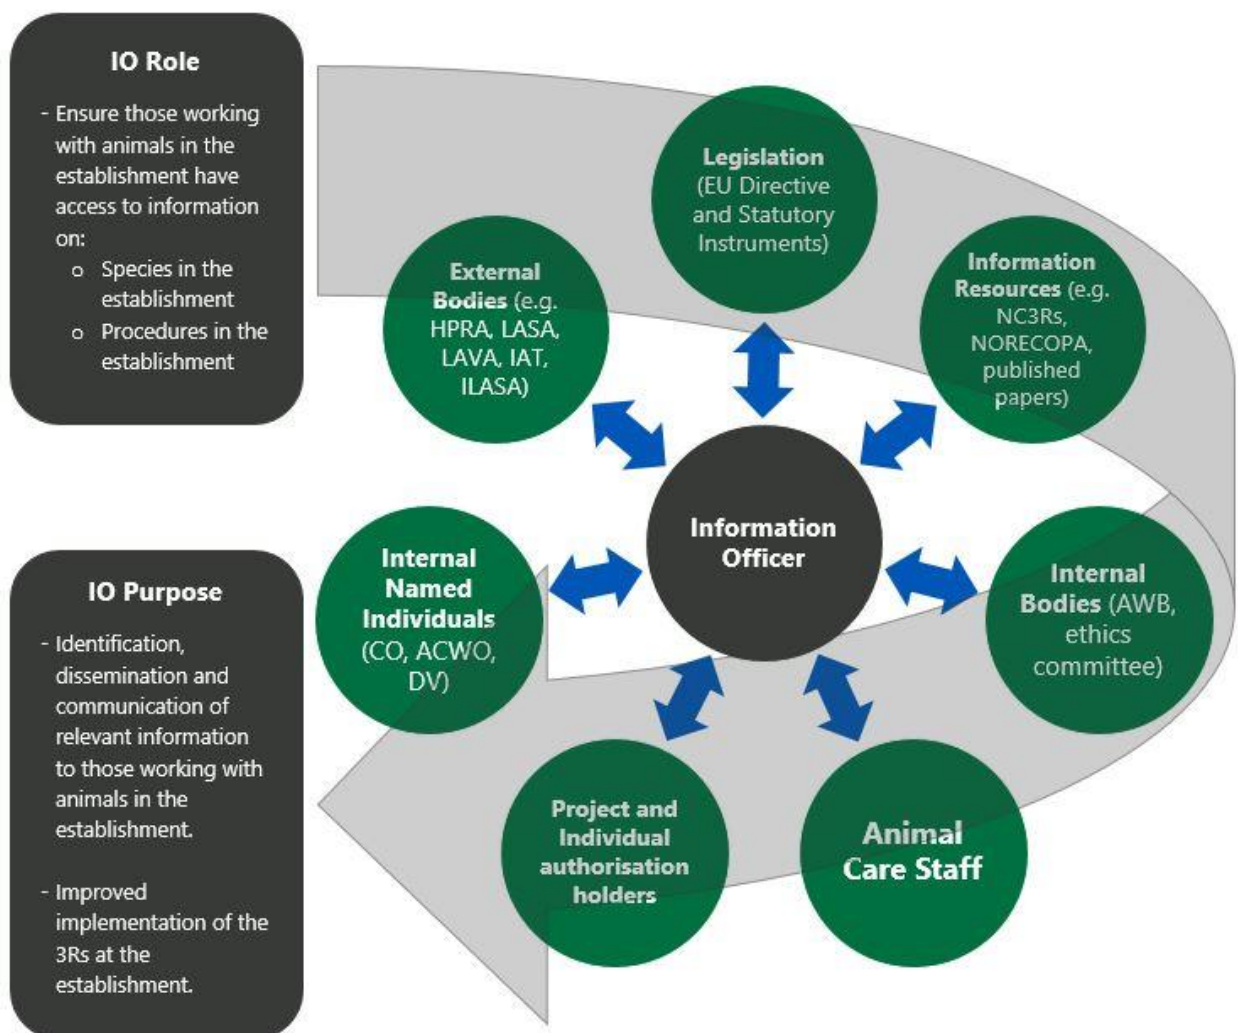 IO Role
- Ensure those working
with animals in the
establishment have
access to information
on:
o Species in the
establishment
o Procedures in the
establishment
Legislation
(EU Directive
and Statutory
Instruments)
External
Bodies (e.g.
HPRA, LASA,
LAVA, IAT,
ILASA)
Information
Resources (e.g.
NC3Rs,
NORECOPA,
published
papers)
Information
Officer
Internal
Named
Individuals
(CO, ACWO,
DV)
Internal
Bodies (AWB,
ethics
committee)
Project and
Individual
authorisation
holders
Animal
Care Staff
IO Purpose
- Identification,
dissemination and
communication of
relevant information
to those working with
animals in the
establishment.
- Improved
implementation of the
3Rs at the
establishment.